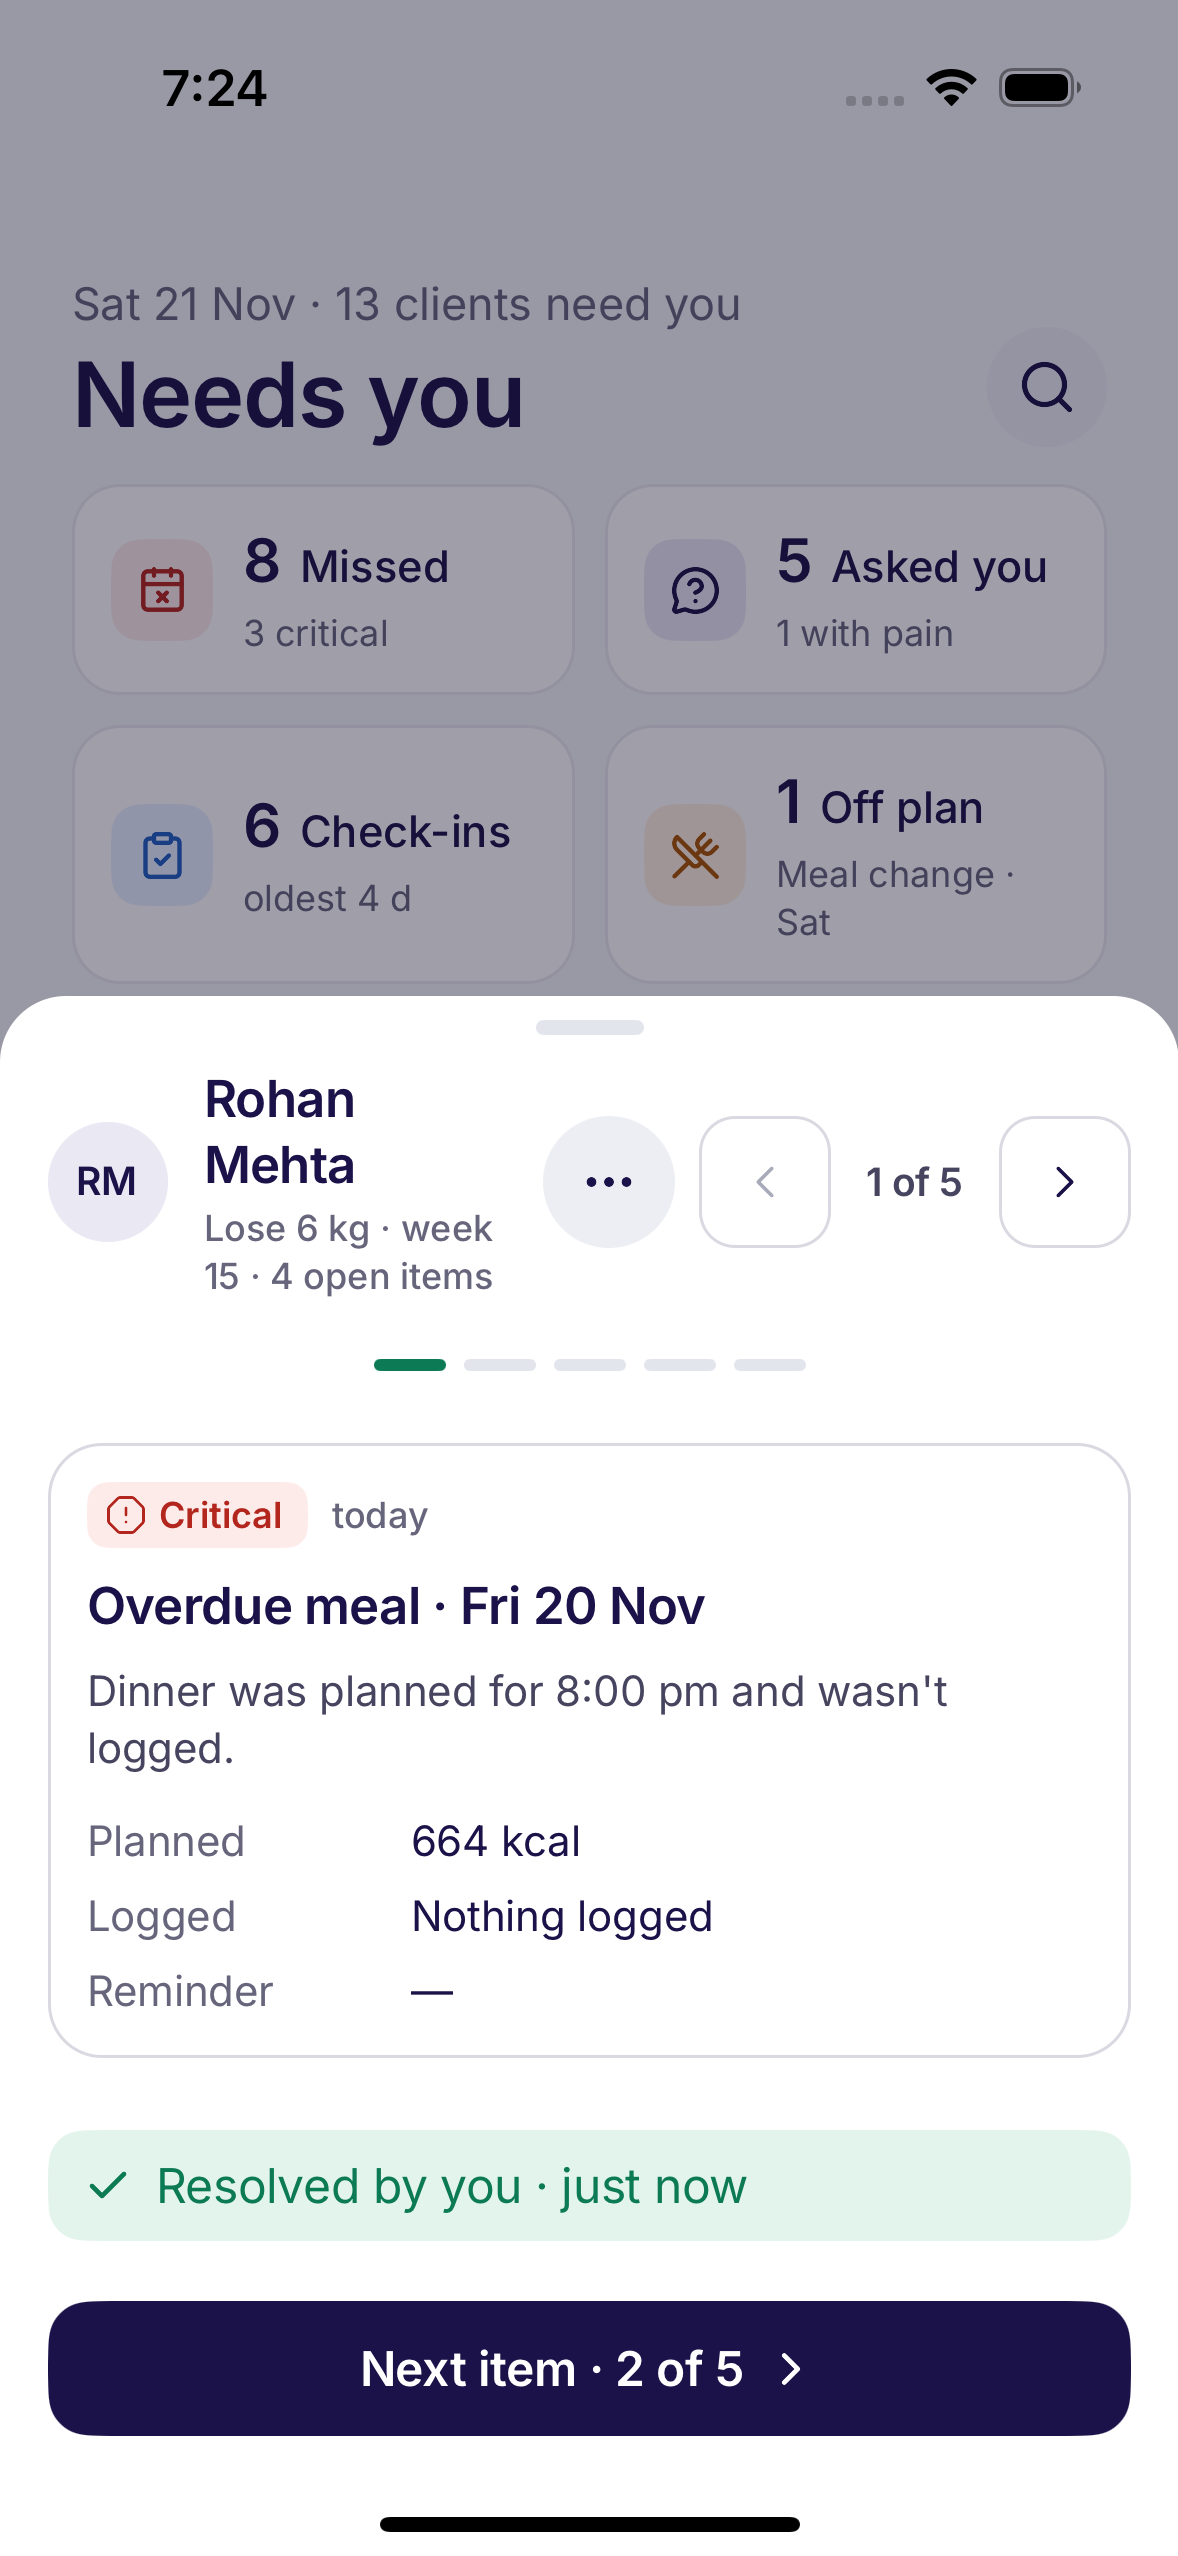 7:24
Sat 21 Nov · 13 clients need you
Needs you
8 Missed
3 critical
5 Asked you
1 with pain
6 Check-ins
oldest 4 d
1 Off plan
Meal change ·
Sat
RM
Rohan
Mehta
Lose 6 kg · week
15 · 4 open items
1 of 5
Critical
today
Overdue meal · Fri 20 Nov
Dinner was planned for 8:00 pm and wasn't
logged.
Planned 664 kcal
Logged Nothing logged
Reminder —
Resolved by you · just now
Next item · 2 of 5